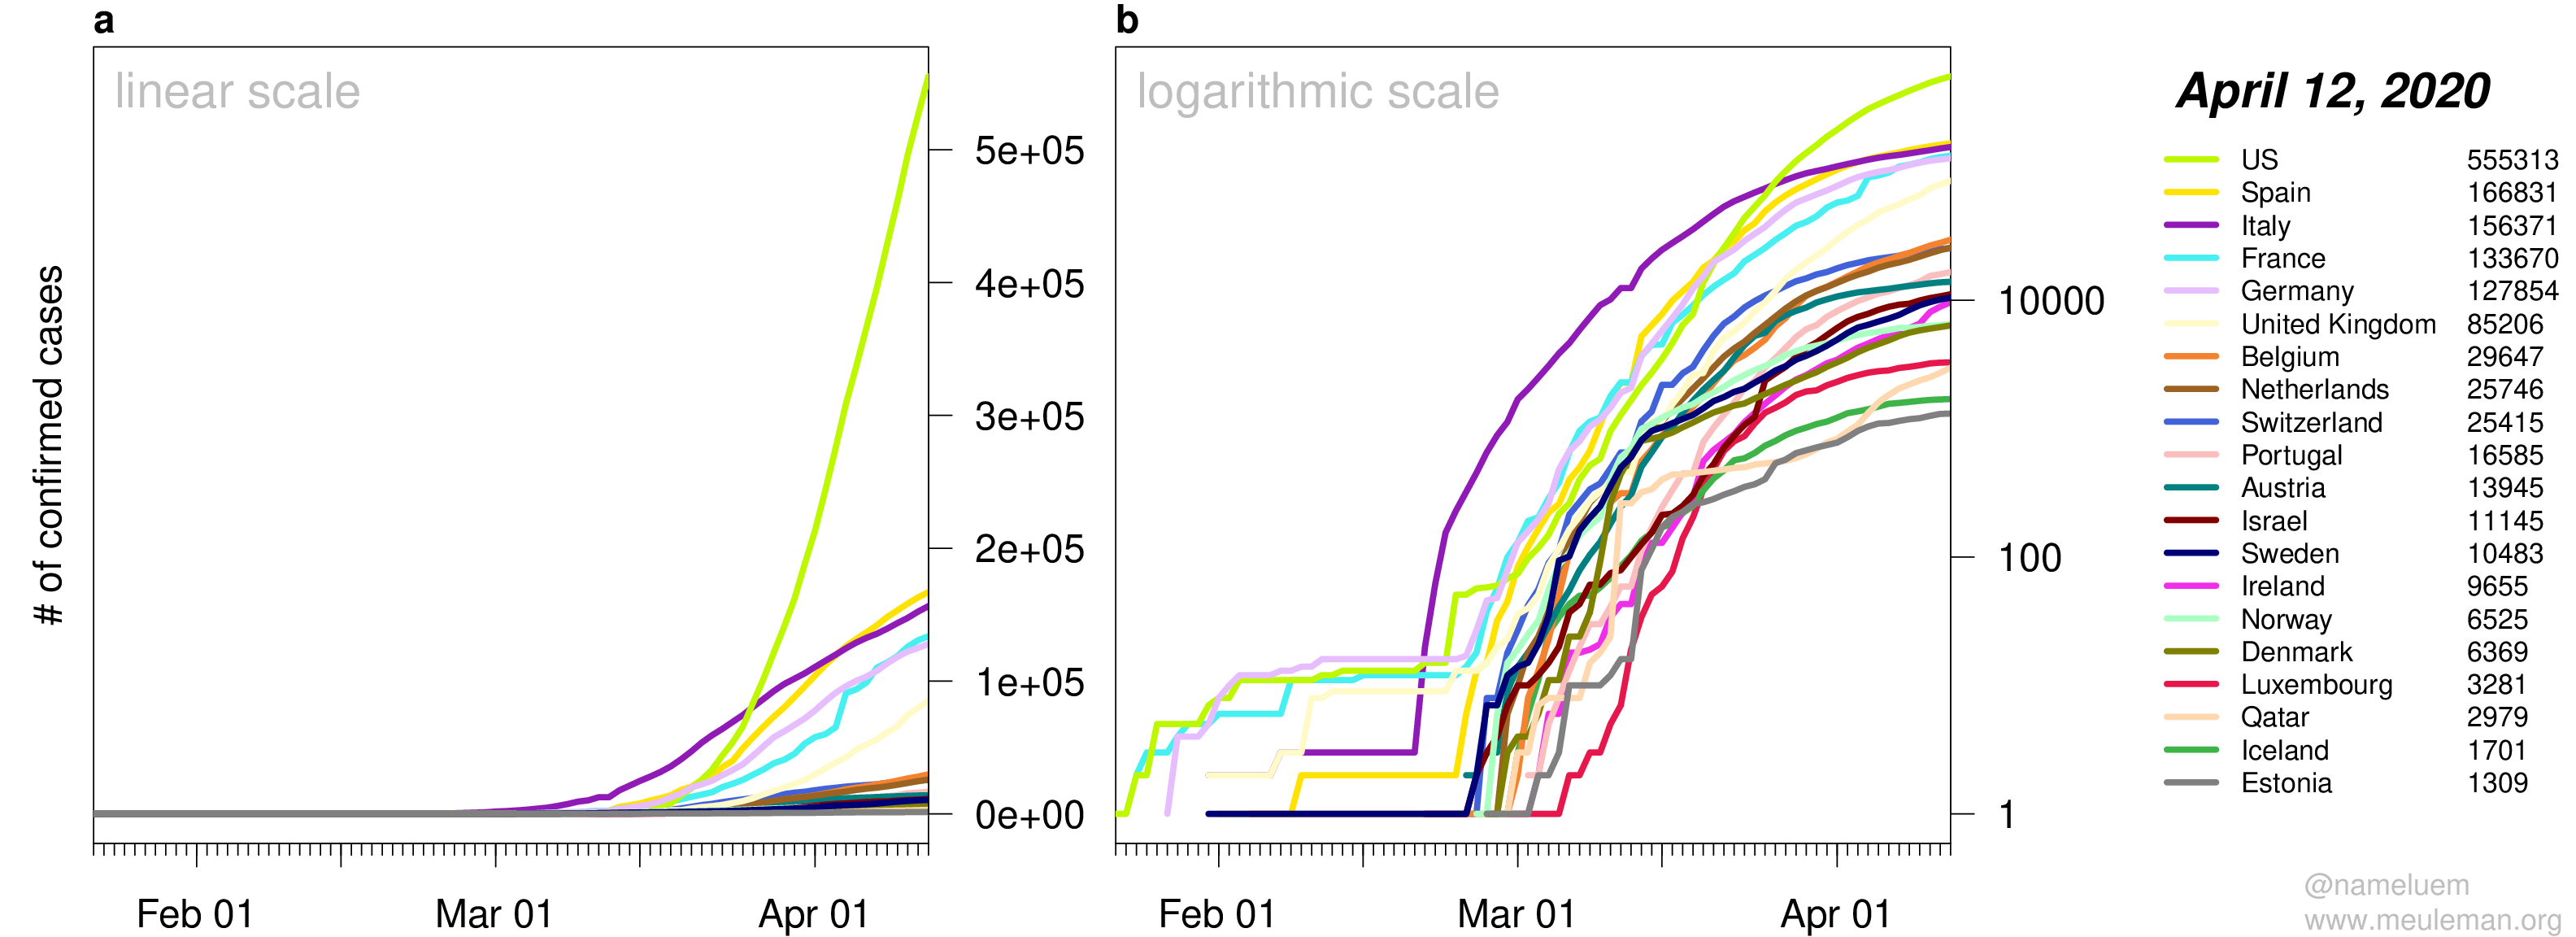 a
linear scale
# of confirmed cases
5e+05
4e+05
3e+05
2e+05
1e+05
0e+00
Feb 01 Mar 01 Apr 01
b
logarithmic scale
10000
100
1
Feb 01 Mar 01 Apr 01
April 12, 2020
US 555313
Spain 166831
Italy 156371
France 133670
Germany 127854
United Kingdom 85206
Belgium 29647
Netherlands 25746
Switzerland 25415
Portugal 16585
Austria 13945
Israel 11145
Sweden 10483
Ireland 9655
Norway 6525
Denmark 6369
Luxembourg 3281
Qatar 2979
Iceland 1701
Estonia 1309
@nameluem
www.meuleman.org